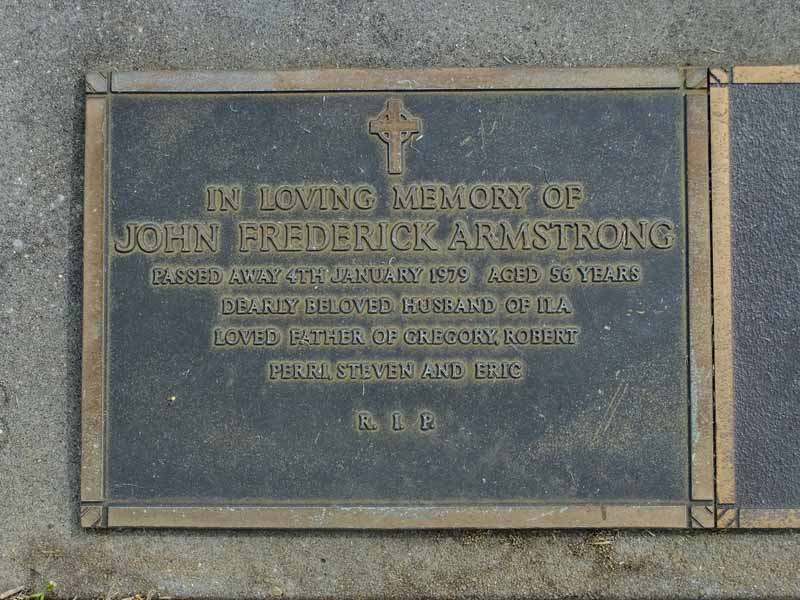 IN LOVING MEMORY OF
JOHN FREDERICK ARMSTRONG
PASSED AWAY 4TH JANUARY 1979 AGED 56 YEARS
DEARLY BELOVED HUSBAND OF ILA
LOVED FATHER OF GREGORY, ROBERT
PERRI, STEVEN AND ERIC
R. I. P.